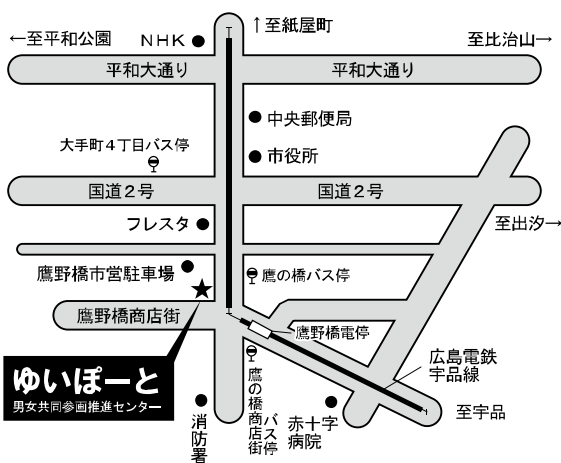 ↑至紙屋町
←至平和公園
NHK
至比治山→
平和大通り
平和大通り
中央郵便局
大手町4丁目バス停
市役所
国道2号
国道2号
フレスタ
至出汐→
鷹野橋市営駐車場
鷹の橋バス停
鷹野橋商店街
鷹野橋電停
広島電鉄
宇品線
ゆいぽーと
男女共同参画推進センター
鷹の橋商店街
バス停
消防署
赤十字
病院
至宇品